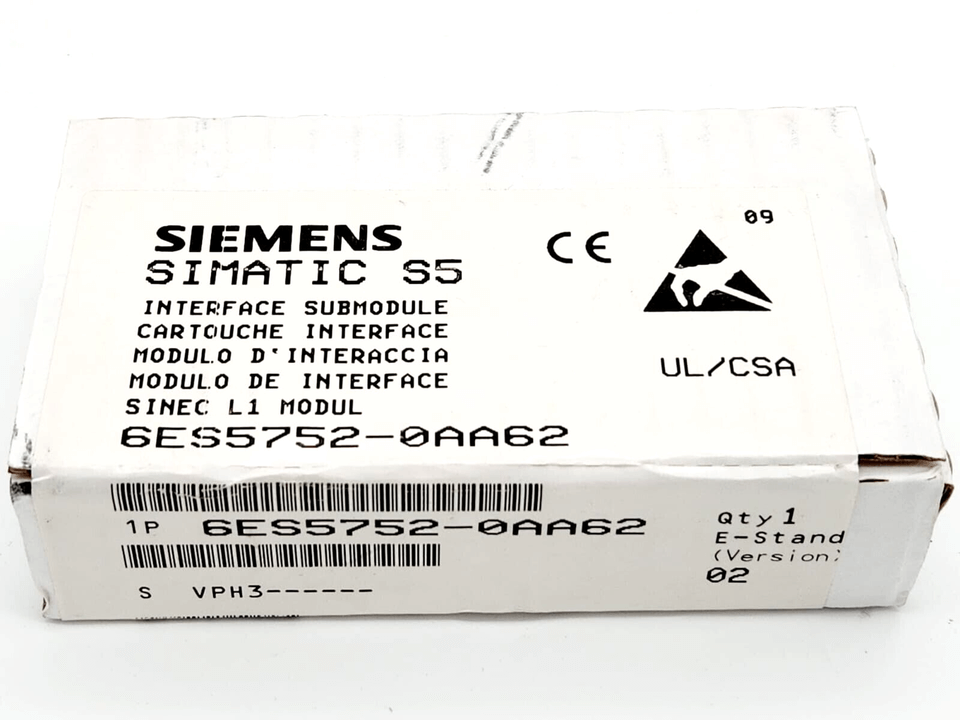 SIEMENS
SIMATIC S5
INTERFACE SUBMODULE
CARTOUCHE INTERFACE
MODULO D'INTERACCIA
MODULO DE INTERFACE
SINEC L1 MODUL
6ES5752-0AA62
CE
09
UL/CSA
1P 6ES5752-0AA62
S VPH3------
Qty 1
E-Stand
(Version)
02